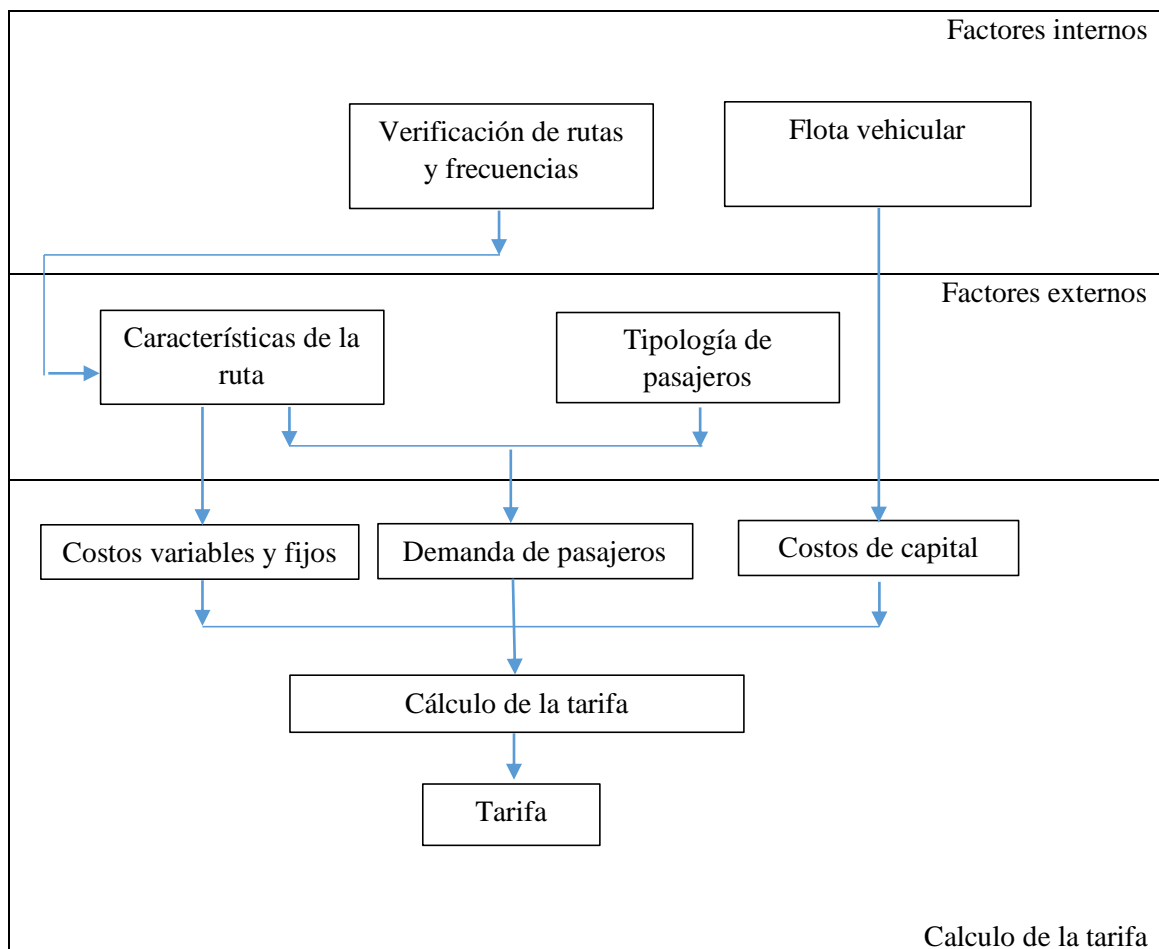 Factores internos
Verificación de rutas
y frecuencias
Flota vehicular
Factores externos
Características de la
ruta
Tipología de
pasajeros
Costos variables y fijos
Demanda de pasajeros
Costos de capital
Cálculo de la tarifa
Tarifa
Calculo de la tarifa